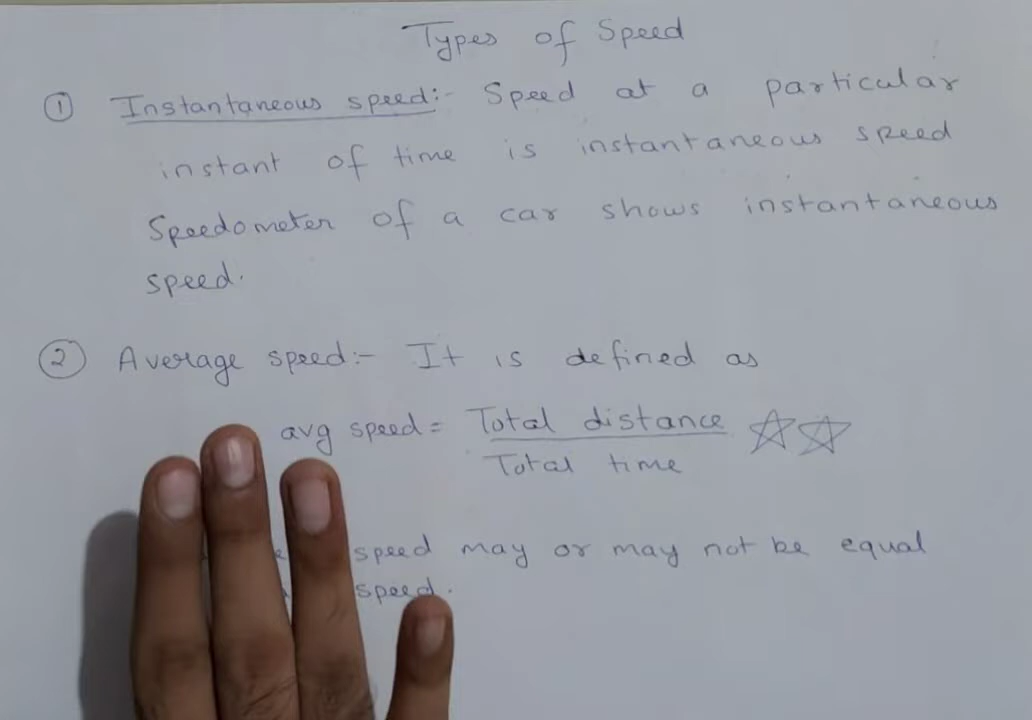 Types of Speed
① Instantaneous speed:- Speed at a particular
instant of time is instantaneous speed
Speedometer of a car shows instantaneous
speed.
② Average speed:- It is defined as
avg speed = Total distance
Total time
speed may or may not be equal
speed.